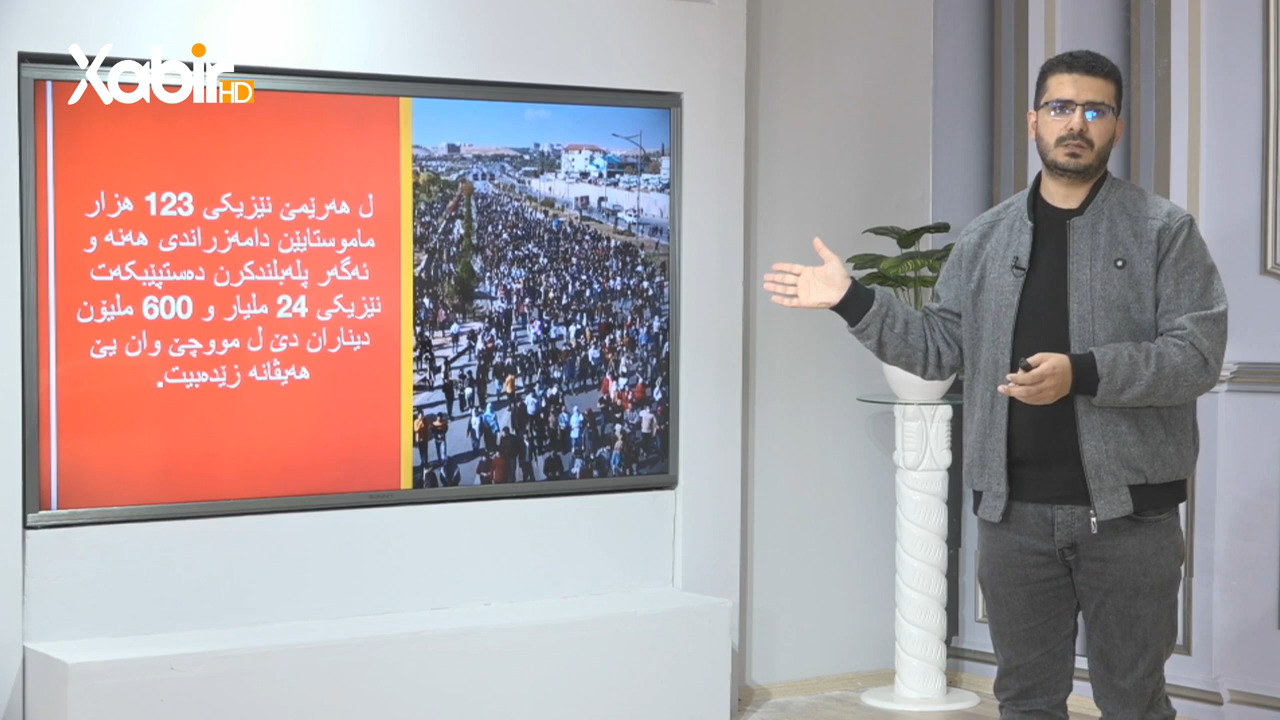 Xabir HD
ل هەرێمێ نێزیکی 123 هزار
ماموستایێن دامەزراندی هەنە و
ئەگەر پلەبلندکرن دەستپێبکەت
نێزیکی 24 ملیار و 600 ملیۆن
دیناران دێ ل مووچێ وان یێ
هەیڤانە زێدەبیت.